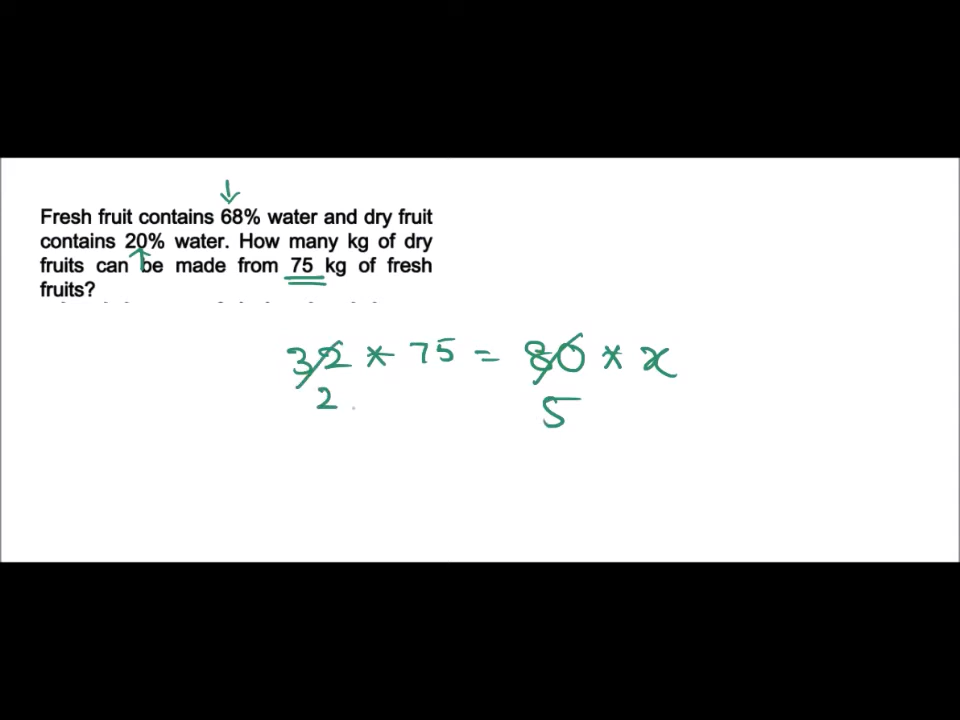 Fresh fruit contains 68% water and dry fruit
contains 20% water. How many kg of dry
fruits can be made from 75 kg of fresh
fruits?
32 * 75 = 80 * x
2 5